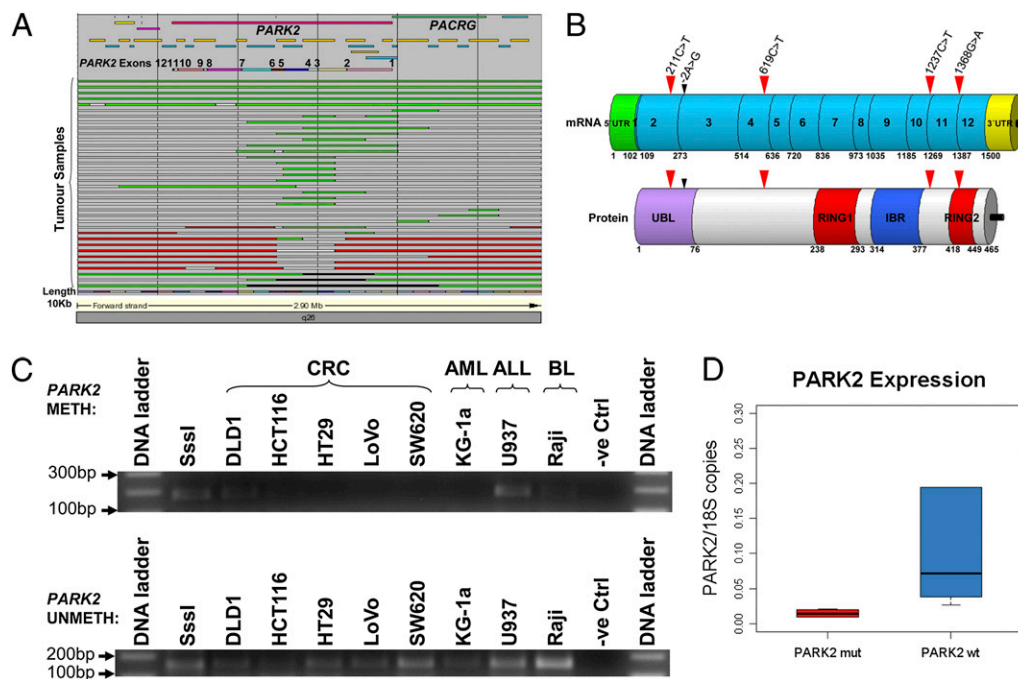 A
PARK2
PACRG
PARK2 Exons 121110 9 8 7 6 5 4 3 2 1
Tumour Samples
Length
10Kb
Forward strand 2.90 Mb
q26
B
211C>T
-2A>G
619C>T
1237C>T
1368G>A
mRNA 5'UTR 1 2 3 4 5 6 7 8 9 10 11 12 3'UTR
1 102 109 273 514 636 720 836 973 1035 1185 1269 1387 1500
Protein UBL RING1 IBR RING2
1 76 238 293 314 377 418 449 465
C
CRC AML ALL BL
PARK2
METH:
DNA ladder
SssI
DLD1
HCT116
HT29
LoVo
SW620
KG-1a
U937
Raji
-ve Ctrl
DNA ladder
300bp
100bp
PARK2
UNMETH:
DNA ladder
SssI
DLD1
HCT116
HT29
LoVo
SW620
KG-1a
U937
Raji
-ve Ctrl
DNA ladder
200bp
100bp
D
PARK2 Expression
PARK2/18S copies
0.30
0.25
0.20
0.15
0.10
0.05
0.00
PARK2 mut PARK2 wt